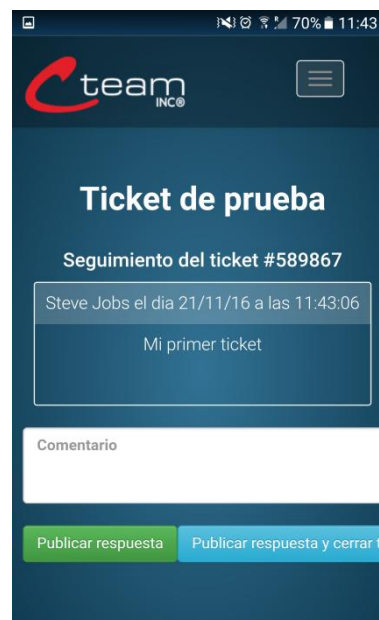 70% 11:43
Cteam
INC®
Ticket de prueba
Seguimiento del ticket #589867
Steve Jobs el dia 21/11/16 a las 11:43:06
Mi primer ticket
Comentario
Publicar respuesta Publicar respuesta y cerrar